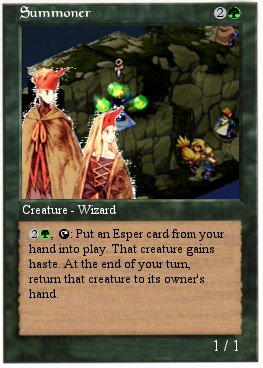 Summoner 2
Creature - Wizard
2, : Put an Esper card from your
hand into play. That creature gains
haste. At the end of your turn,
return that creature to its owner's
hand.
1 / 1